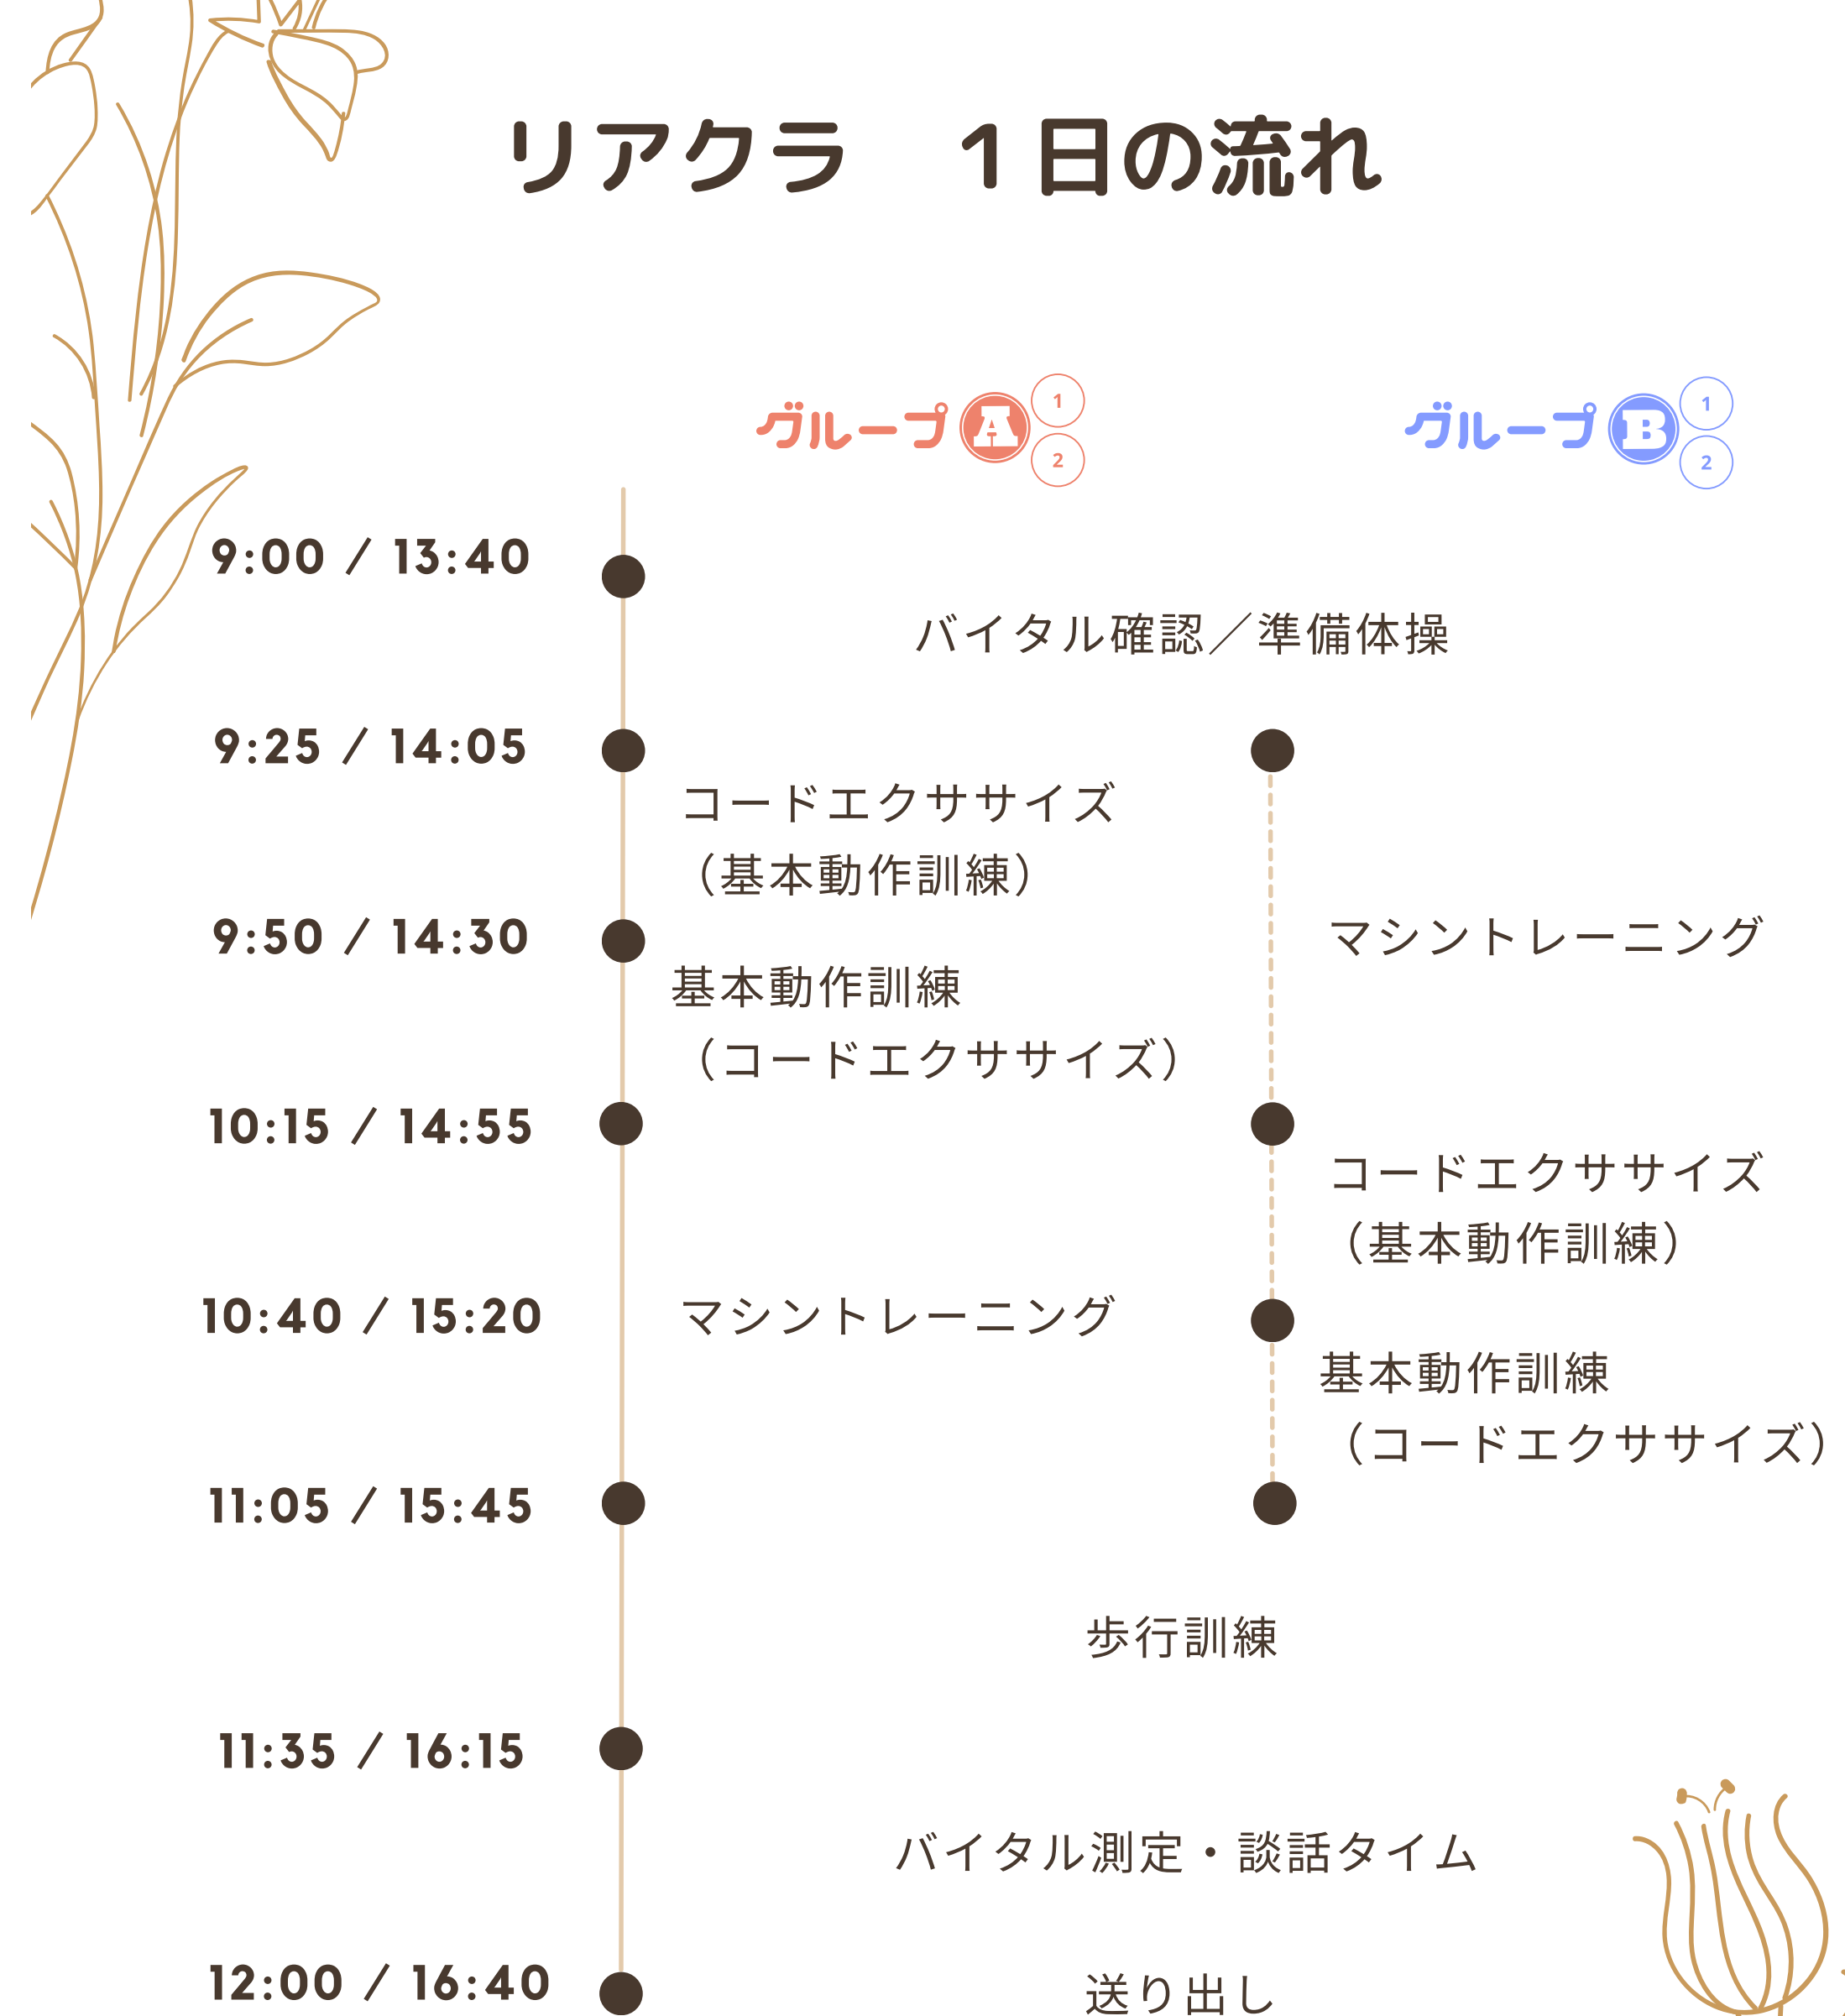 リアクラ　１日の流れ
グループ A 1 2
グループ B 1 2
9:00 / 13:40
バイタル確認／準備体操
9:25 / 14:05
コードエクササイズ
（基本動作訓練）
9:50 / 14:30
マシントレーニング
基本動作訓練
（コードエクササイズ）
10:15 / 14:55
コードエクササイズ
（基本動作訓練）
10:40 / 15:20
マシントレーニング
基本動作訓練
（コードエクササイズ）
11:05 / 15:45
歩行訓練
11:35 / 16:15
バイタル測定・談話タイム
12:00 / 16:40
送り出し